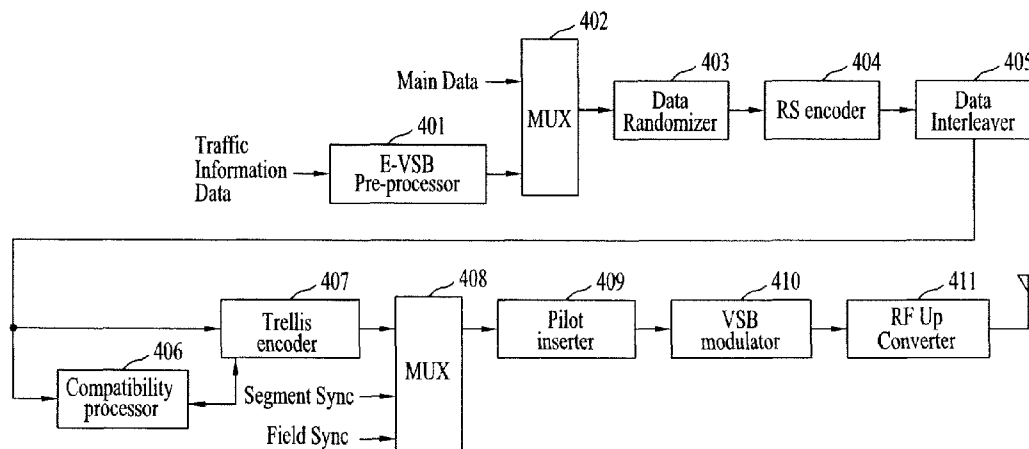 402
Main Data
MUX
403
Data
Randomizer
404
RS encoder
405
Data
Interleaver
Traffic
Information
Data
401
E-VSB
Pre-processor
407
Trellis
encoder
406
Compatibility
processor
408
MUX
Segment Sync
Field Sync
409
Pilot
inserter
410
VSB
modulator
411
RF Up
Converter